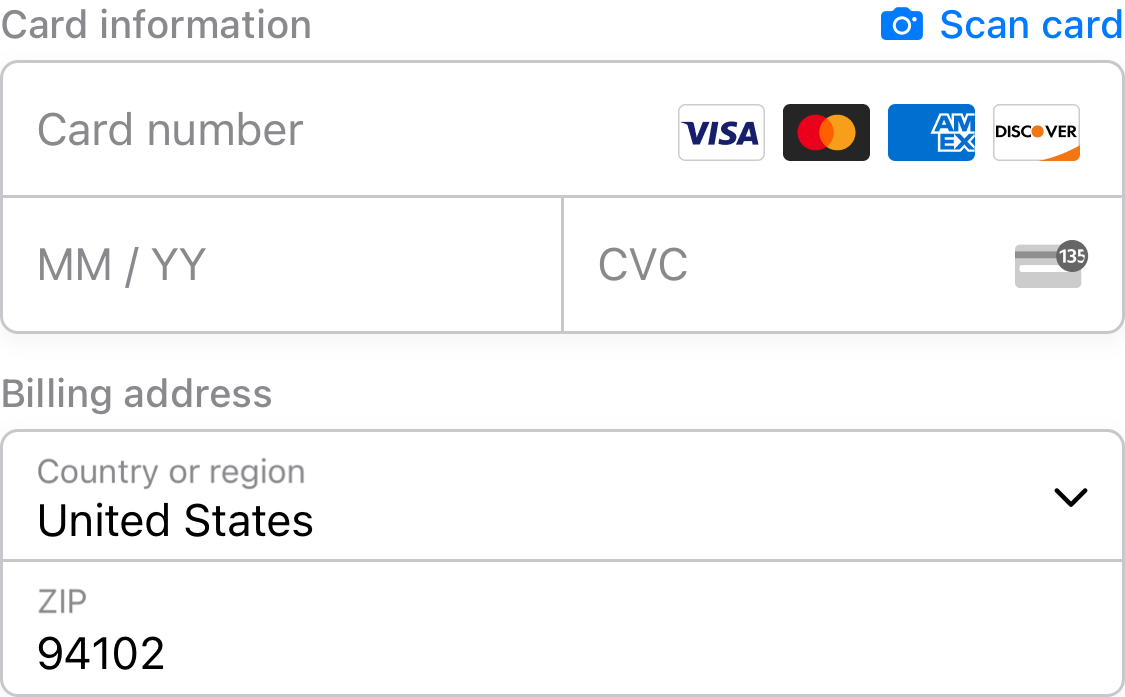 Card information
Scan card
Card number
VISA
AM
EX
DISCOVER
MM / YY
CVC
135
Billing address
Country or region
United States
ZIP
94102